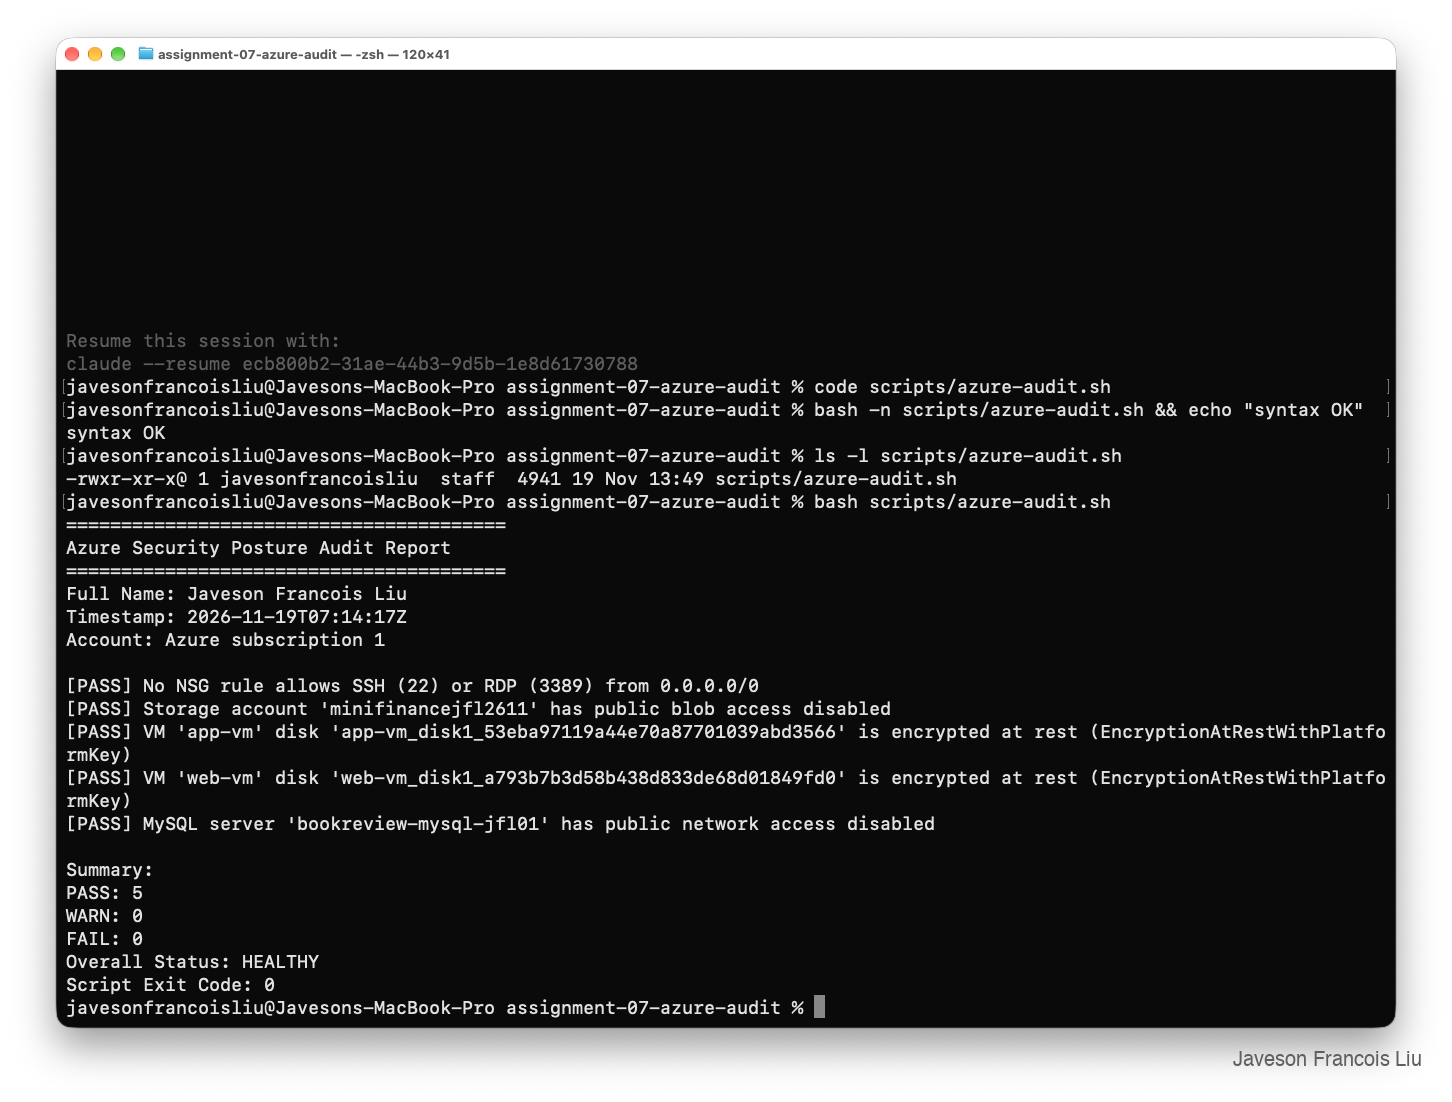 assignment-07-azure-audit — -zsh — 120×41
Resume this session with:
claude --resume ecb800b2-31ae-44b3-9d5b-1e8d61730788
[javesonfrancoisliu@Javesons-MacBook-Pro assignment-07-azure-audit % code scripts/azure-audit.sh ]
[javesonfrancoisliu@Javesons-MacBook-Pro assignment-07-azure-audit % bash -n scripts/azure-audit.sh && echo "syntax OK" ]
syntax OK
[javesonfrancoisliu@Javesons-MacBook-Pro assignment-07-azure-audit % ls -l scripts/azure-audit.sh ]
-rwxr-xr-x@ 1 javesonfrancoisliu  staff  4941 19 Nov 13:49 scripts/azure-audit.sh
[javesonfrancoisliu@Javesons-MacBook-Pro assignment-07-azure-audit % bash scripts/azure-audit.sh ]
========================================
Azure Security Posture Audit Report
========================================
Full Name: Javeson Francois Liu
Timestamp: 2026-11-19T07:14:17Z
Account: Azure subscription 1
[PASS] No NSG rule allows SSH (22) or RDP (3389) from 0.0.0.0/0
[PASS] Storage account 'minifinancejfl2611' has public blob access disabled
[PASS] VM 'app-vm' disk 'app-vm_disk1_53eba97119a44e70a87701039abd3566' is encrypted at rest (EncryptionAtRestWithPlatfo
rmKey)
[PASS] VM 'web-vm' disk 'web-vm_disk1_a793b7b3d58b438d833de68d01849fd0' is encrypted at rest (EncryptionAtRestWithPlatfo
rmKey)
[PASS] MySQL server 'bookreview-mysql-jfl01' has public network access disabled
Summary:
PASS: 5
WARN: 0
FAIL: 0
Overall Status: HEALTHY
Script Exit Code: 0
javesonfrancoisliu@Javesons-MacBook-Pro assignment-07-azure-audit %
Javeson Francois Liu